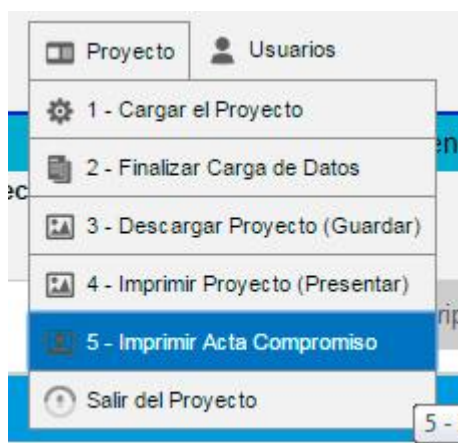 Proyecto Usuarios
1 - Cargar el Proyecto
2 - Finalizar Carga de Datos
3 - Descargar Proyecto (Guardar)
4 - Imprimir Proyecto (Presentar)
5 - Imprimir Acta Compromiso
Salir del Proyecto
5 -